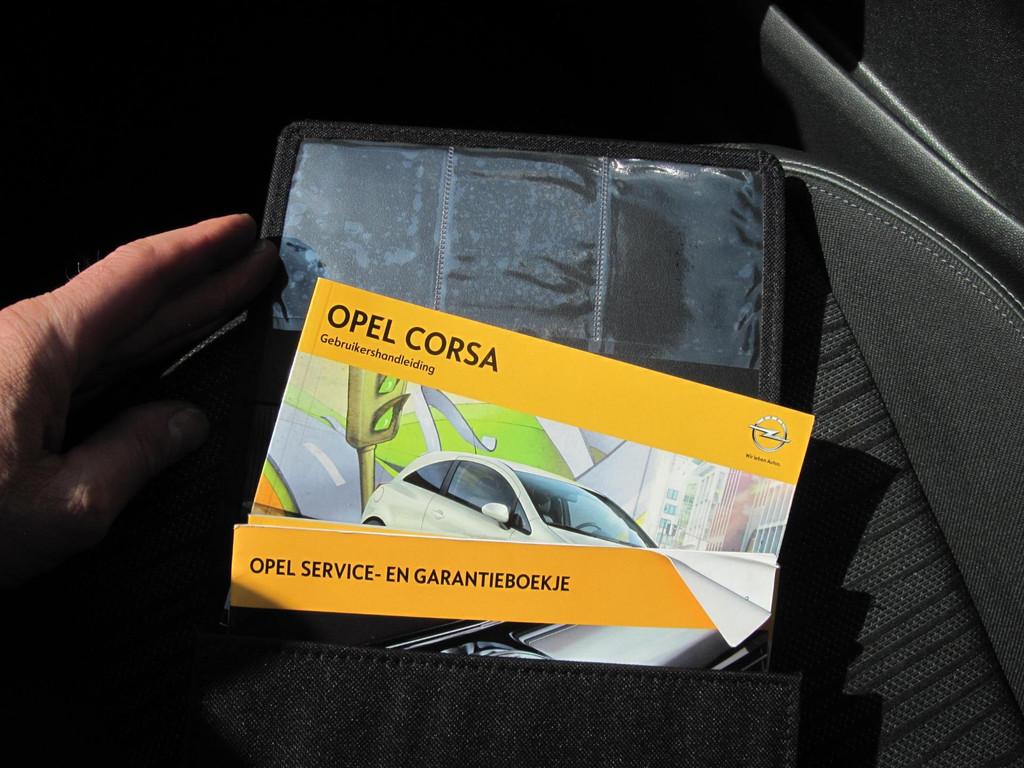 OPEL CORSA
Gebruikershandleiding
Wir leben Autos.
OPEL SERVICE- EN GARANTIEBOEKJE